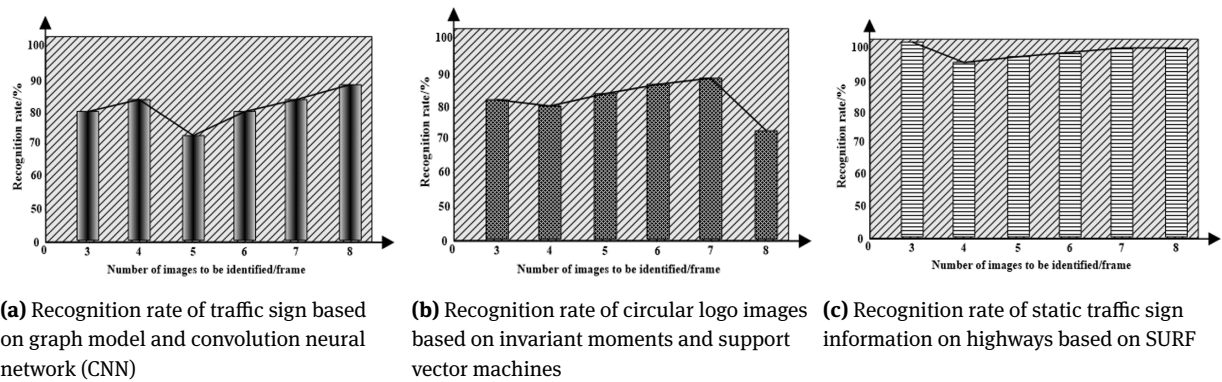 Recognition rate/%
100
90
80
70
60
50
0
0 3 4 5 6 7 8
Number of images to be identified/frame
(a) Recognition rate of traffic sign based
on graph model and convolution neural
network (CNN)
Recognition rate/%
100
90
80
70
60
50
0
0 3 4 5 6 7 8
Number of images to be identified/frame
(b) Recognition rate of circular logo images
based on invariant moments and support
vector machines
Recognition rate/%
100
90
80
70
60
50
0
0 3 4 5 6 7 8
Number of images to be identified/frame
(c) Recognition rate of static traffic sign
information on highways based on SURF